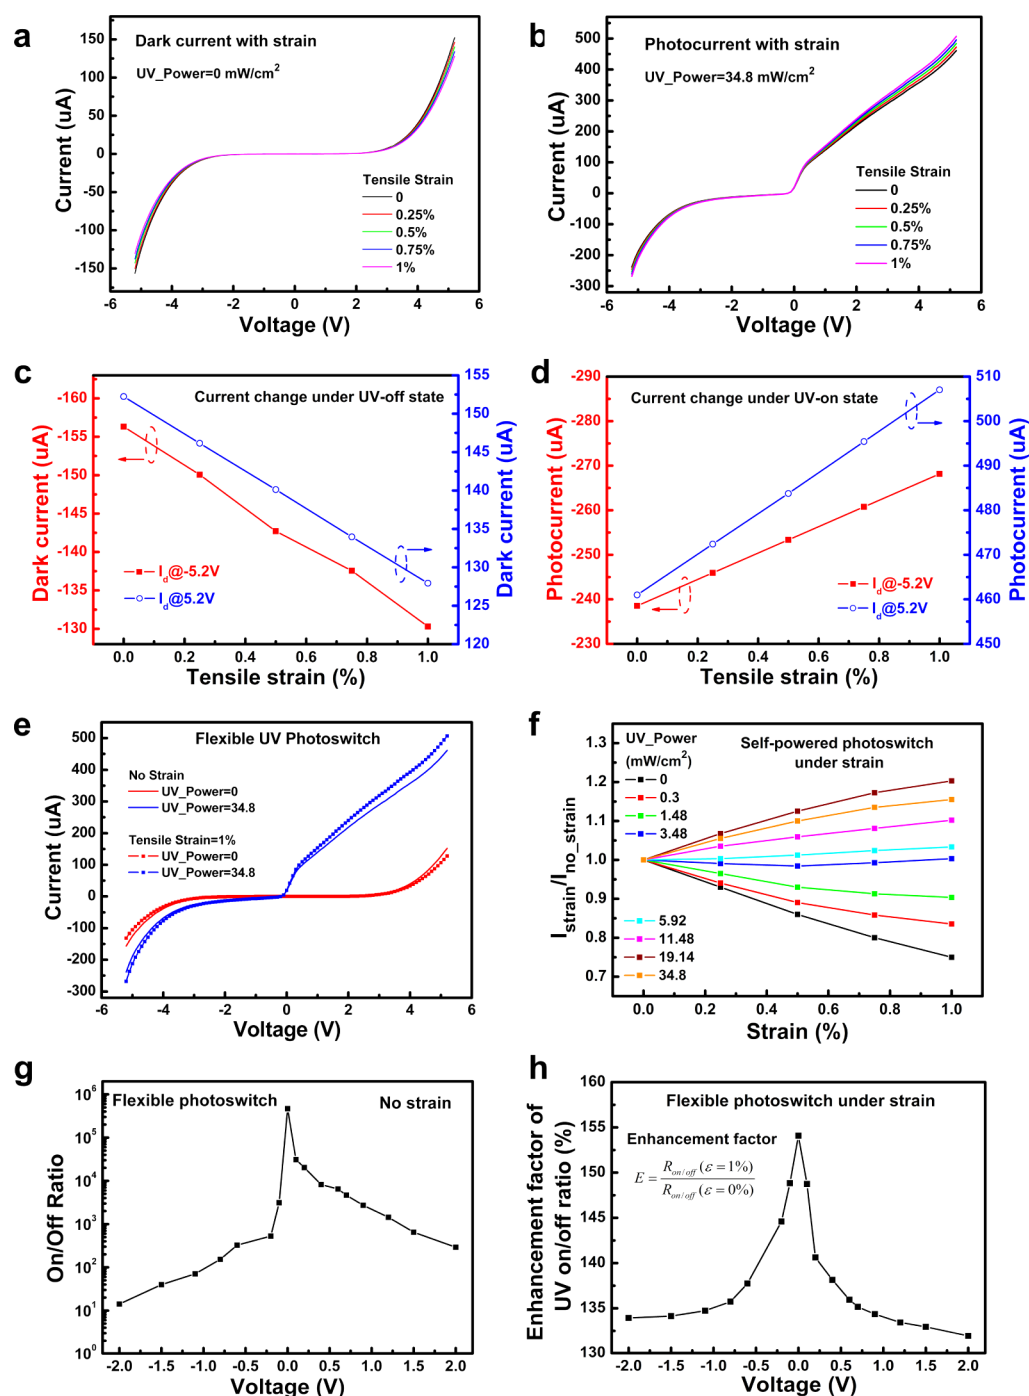 a
Dark current with strain
UV_Power=0 mW/cm²
Current (uA)
150
100
50
0
-50
-100
-150
Tensile Strain
0
0.25%
0.5%
0.75%
1%
-6 -4 -2 0 2 4 6
Voltage (V)
b
Photocurrent with strain
UV_Power=34.8 mW/cm²
Current (uA)
500
400
300
200
100
0
-100
-200
-300
Tensile Strain
0
0.25%
0.5%
0.75%
1%
-6 -4 -2 0 2 4 6
Voltage (V)
c
Current change under UV-off state
Dark current (uA)
-160
-155
-150
-145
-140
-135
-130
I_d@-5.2V
I_d@5.2V
155
150
145
140
135
130
125
120
Dark current (uA)
0.0 0.2 0.4 0.6 0.8 1.0
Tensile strain (%)
d
Current change under UV-on state
Photocurrent (uA)
-290
-280
-270
-260
-250
-240
-230
I_d@-5.2V
I_d@5.2V
510
500
490
480
470
460
450
Photocurrent (uA)
0.0 0.2 0.4 0.6 0.8 1.0
Tensile strain (%)
e
Flexible UV Photoswitch
Current (uA)
500
400
300
200
100
0
-100
-200
-300
No Strain
UV_Power=0
UV_Power=34.8
Tensile Strain=1%
UV_Power=0
UV_Power=34.8
-6 -4 -2 0 2 4 6
Voltage (V)
f
Self-powered photoswitch
under strain
I_strain/I_no_strain
1.3
1.2
1.1
1.0
0.9
0.8
0.7
UV_Power
(mW/cm²)
0
0.3
1.48
3.48
5.92
11.48
19.14
34.8
0.0 0.2 0.4 0.6 0.8 1.0
Strain (%)
g
Flexible photoswitch
No strain
On/Off Ratio
10⁶
10⁵
10⁴
10³
10²
10¹
10⁰
-2.0 -1.5 -1.0 -0.5 0.0 0.5 1.0 1.5 2.0
Voltage (V)
h
Flexible photoswitch under strain
Enhancement factor of
UV on/off ratio (%)
160
155
150
145
140
135
130
Enhancement factor
E = R_on/off (ε = 1%) / R_on/off (ε = 0%)
-2.0 -1.5 -1.0 -0.5 0.0 0.5 1.0 1.5 2.0
Voltage (V)